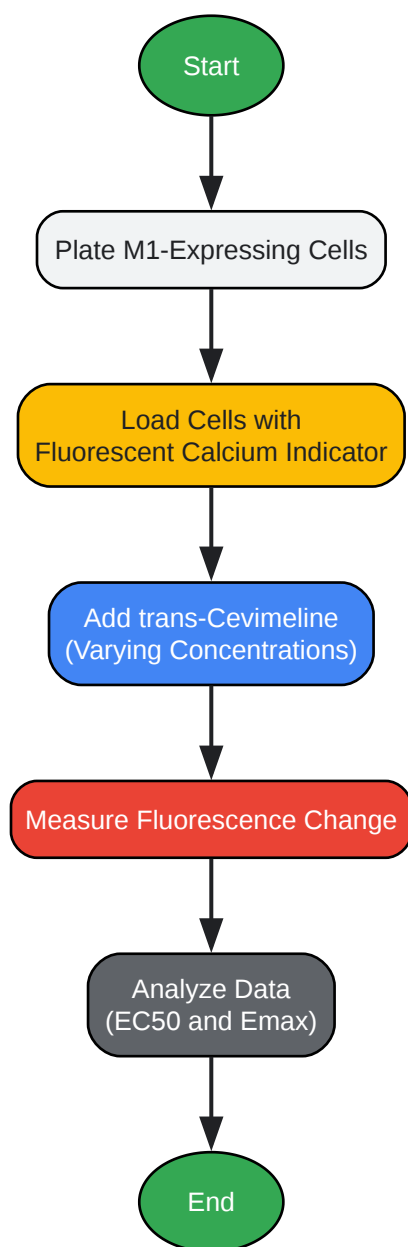 Start
Plate M1-Expressing Cells
Load Cells with
Fluorescent Calcium Indicator
Add trans-Cevimeline
(Varying Concentrations)
Measure Fluorescence Change
Analyze Data
(EC50 and Emax)
End